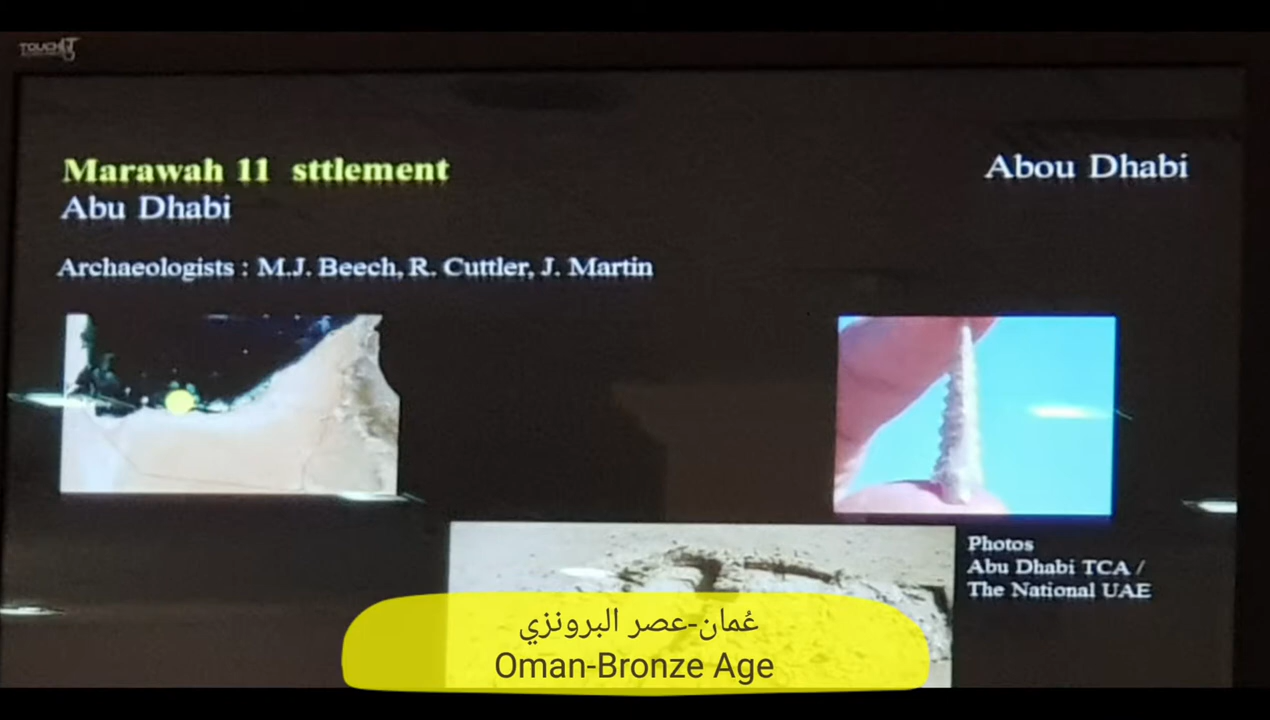 TOUCHIT
Marawah 11 sttlement
Abou Dhabi
Abu Dhabi
Archaeologists : M.J. Beech, R. Cuttler, J. Martin
Photos
Abu Dhabi TCA /
The National UAE
عُمان-عصر البرونزي
Oman-Bronze Age